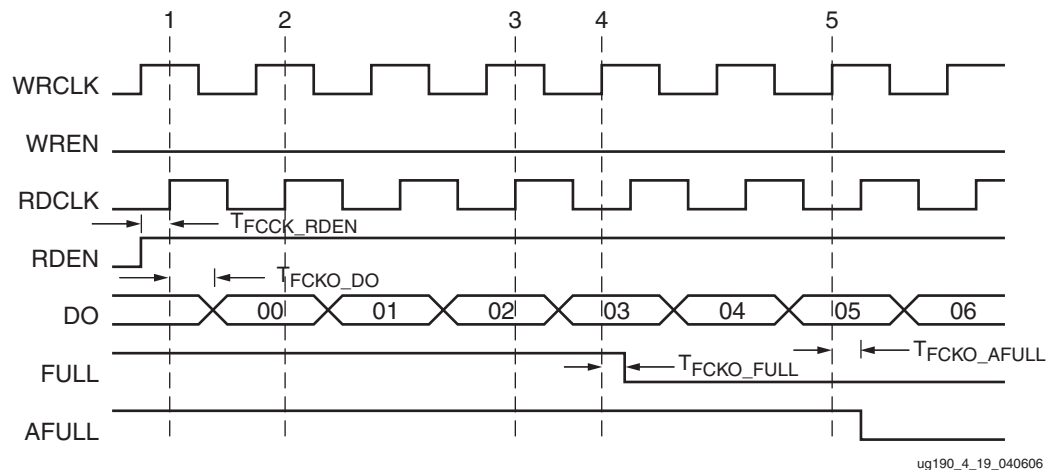 1 2 3 4 5
WRCLK
WREN
RDCLK
TFCCK_RDEN
RDEN
TFCKO_DO
DO 00 01 02 03 04 05 06
TFCKO_FULL TFCKO_AFULL
FULL
AFULL
ug190_4_19_040606